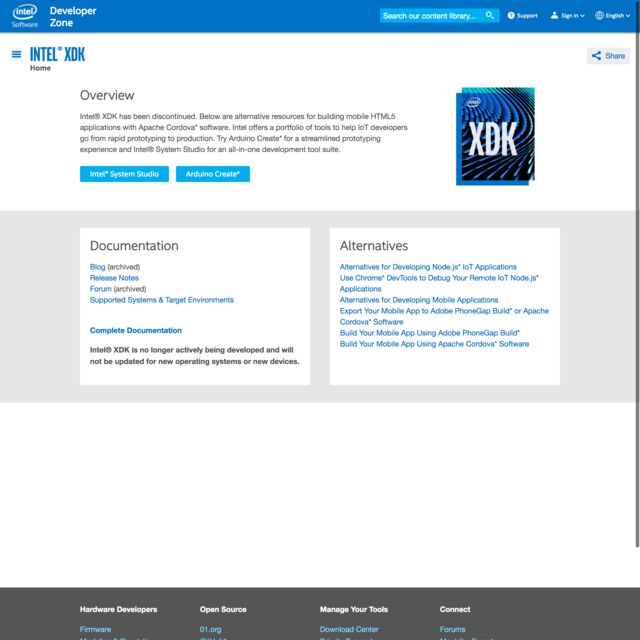 intel
Software
Developer
Zone
Search our content library...
Support
Sign in
English
INTEL® XDK
Home
Share
Overview
Intel® XDK has been discontinued. Below are alternative resources for building mobile HTML5
applications with Apache Cordova* software. Intel offers a portfolio of tools to help IoT developers
go from rapid prototyping to production. Try Arduino Create* for a streamlined prototyping
experience and Intel® System Studio for an all-in-one development tool suite.
Intel® System Studio
Arduino Create*
intel
XDK
Documentation
Blog (archived)
Release Notes
Forum (archived)
Supported Systems & Target Environments
Complete Documentation
Intel® XDK is no longer actively being developed and will
not be updated for new operating systems or new devices.
Alternatives
Alternatives for Developing Node.js* IoT Applications
Use Chrome* DevTools to Debug Your Remote IoT Node.js*
Applications
Alternatives for Developing Mobile Applications
Export Your Mobile App to Adobe PhoneGap Build* or Apache
Cordova* Software
Build Your Mobile App Using Adobe PhoneGap Build*
Build Your Mobile App Using Apache Cordova* Software
Hardware Developers
Open Source
Manage Your Tools
Connect
Firmware
01.org
Download Center
Forums